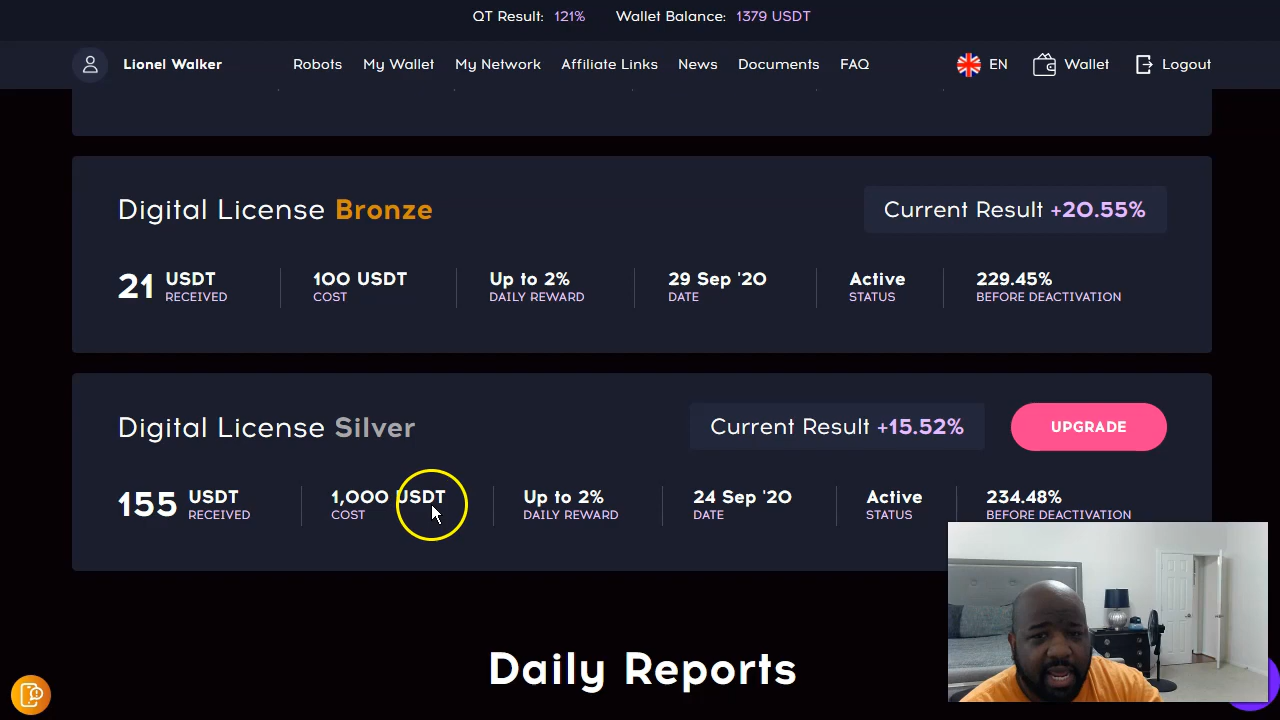 QT Result: 121% Wallet Balance: 1379 USDT
Lionel Walker Robots My Wallet My Network Affiliate Links News Documents FAQ EN Wallet Logout
Digital License Bronze Current Result +20.55%
21 USDT RECEIVED 100 USDT COST Up to 2% DAILY REWARD 29 Sep '20 DATE Active STATUS 229.45% BEFORE DEACTIVATION
Digital License Silver Current Result +15.52% UPGRADE
155 USDT RECEIVED 1,000 USDT COST Up to 2% DAILY REWARD 24 Sep '20 DATE Active STATUS 234.48% BEFORE DEACTIVATION
Daily Reports